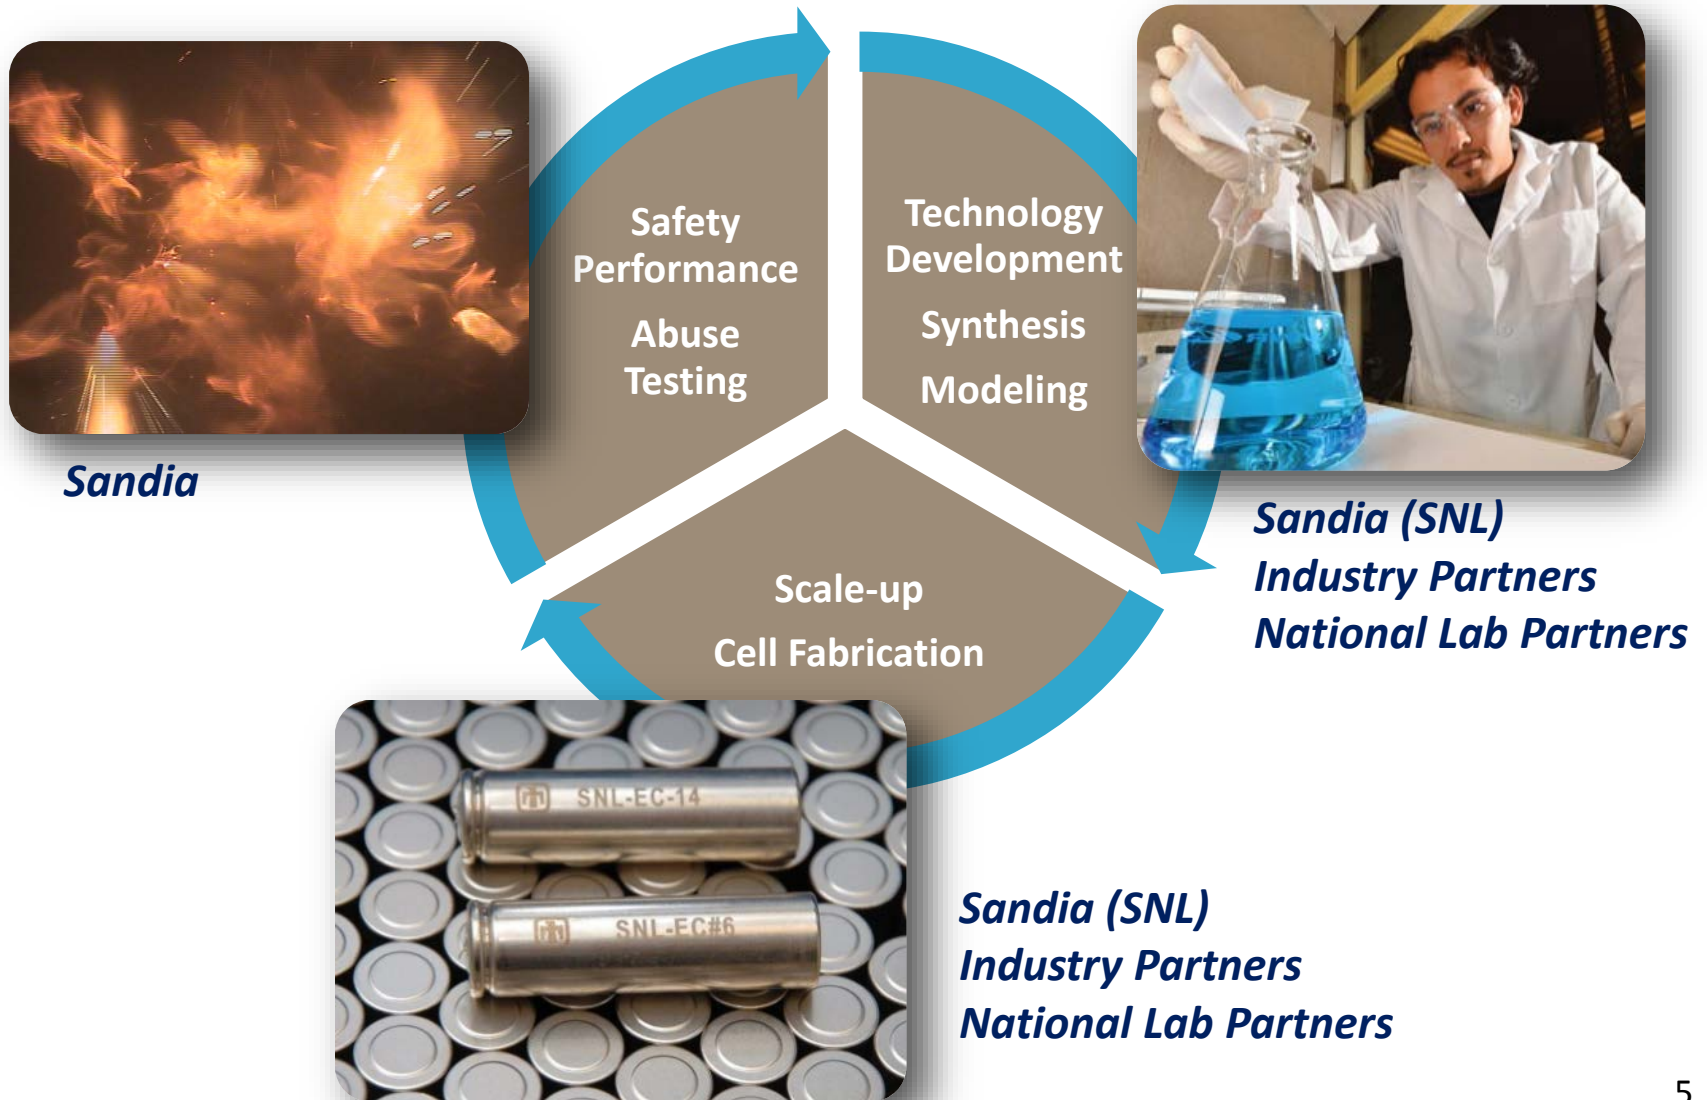 Safety
Performance
Abuse
Testing
Technology
Development
Synthesis
Modeling
Sandia
Sandia (SNL)
Industry Partners
National Lab Partners
Scale-up
Cell Fabrication
SNL-EC-14
SNL-EC#6
Sandia (SNL)
Industry Partners
National Lab Partners
5